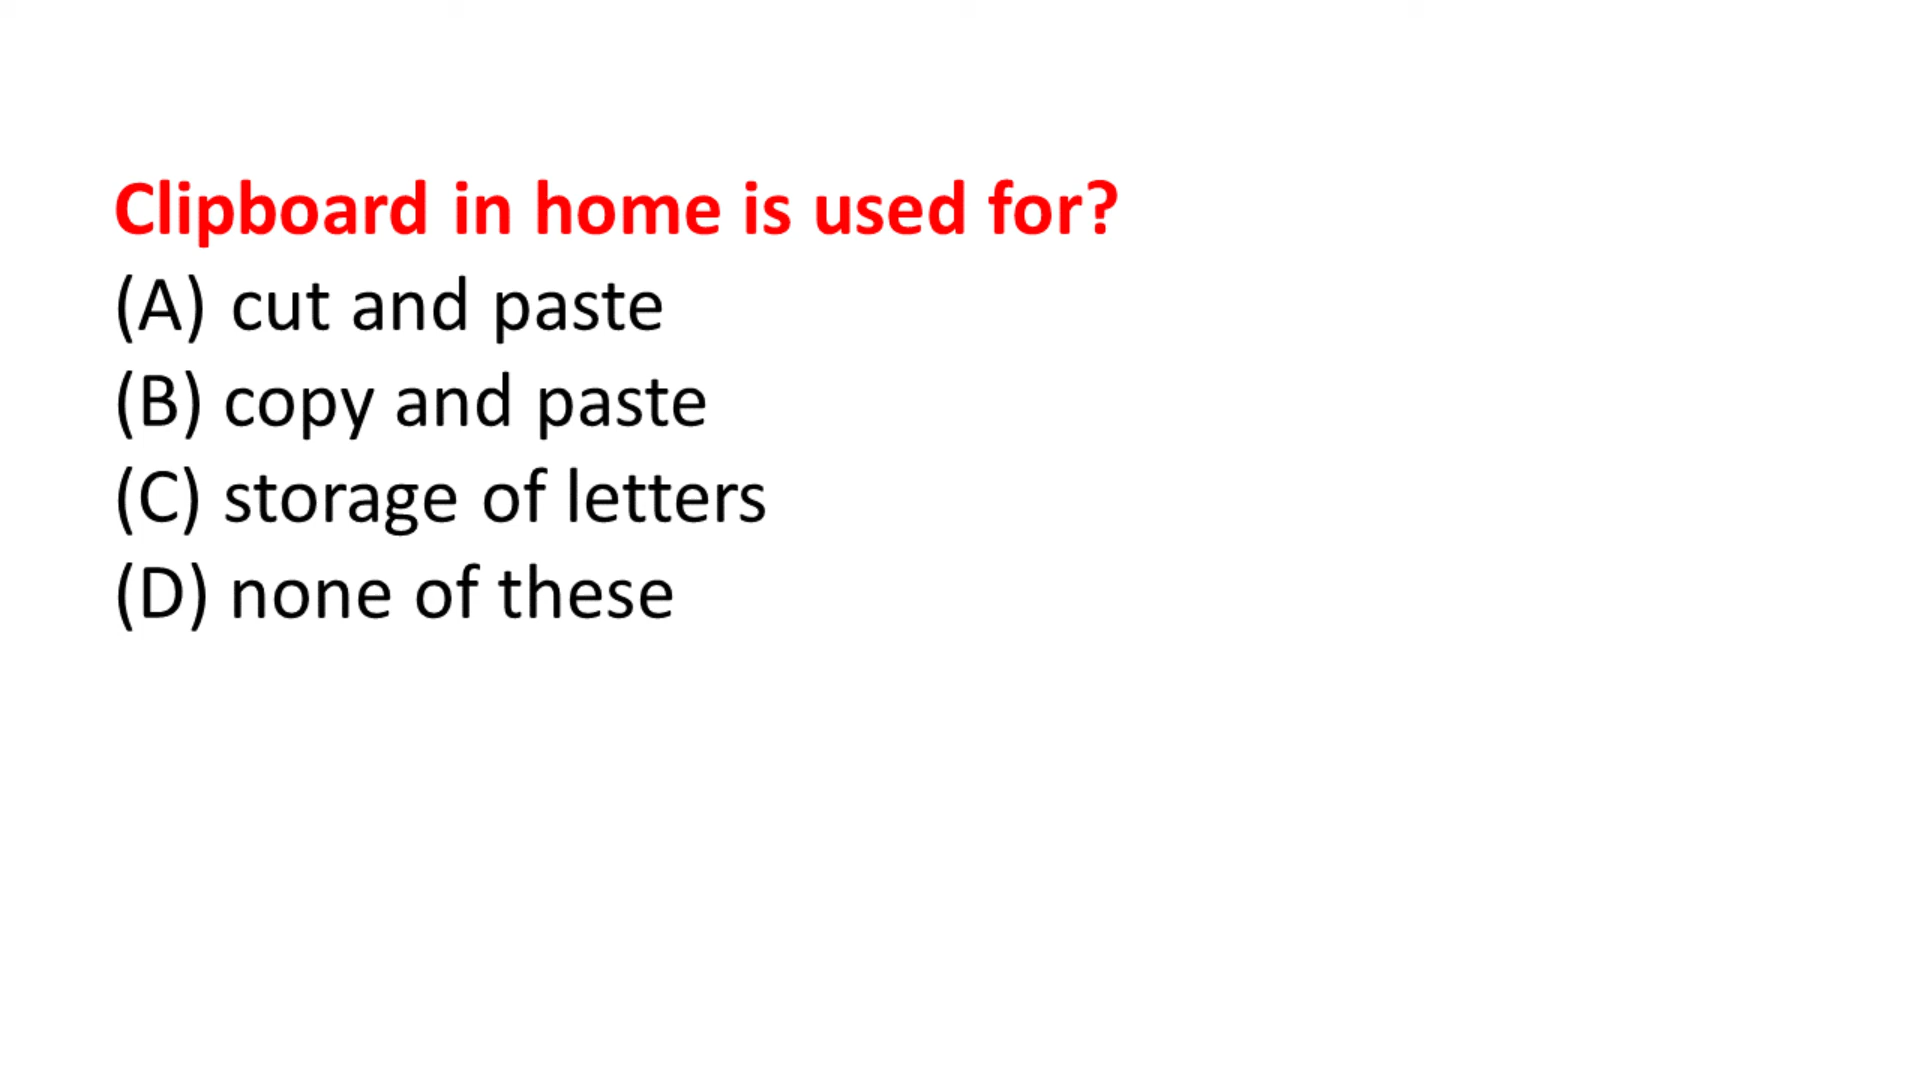 Clipboard in home is used for?
(A) cut and paste
(B) copy and paste
(C) storage of letters
(D) none of these